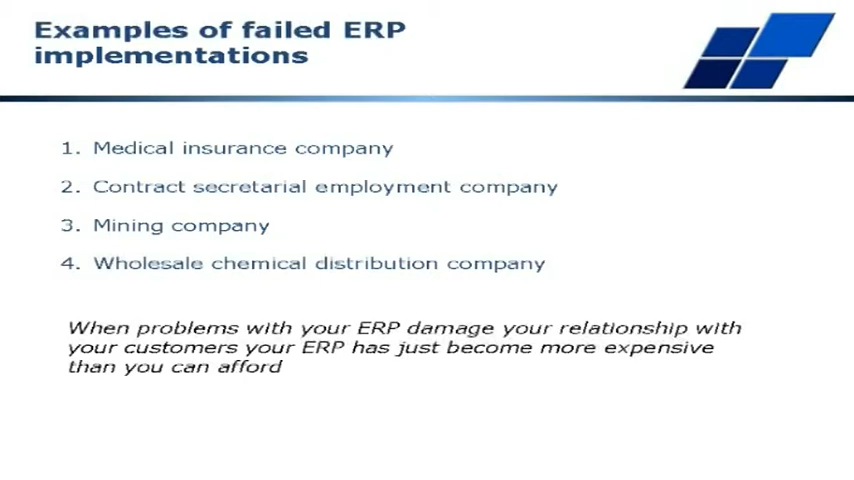 Examples of failed ERP
implementations
1. Medical insurance company
2. Contract secretarial employment company
3. Mining company
4. Wholesale chemical distribution company
When problems with your ERP damage your relationship with
your customers your ERP has just become more expensive
than you can afford